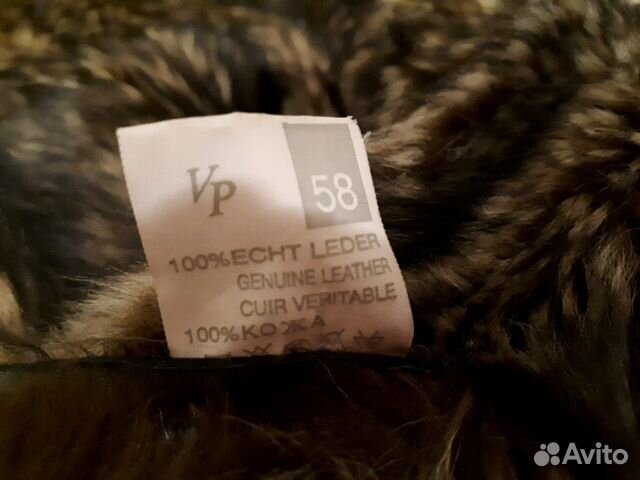 VP
58
100% ECHT LEDER
GENUINE LEATHER
CUIR VERITABLE
100% КОЖА
Avito